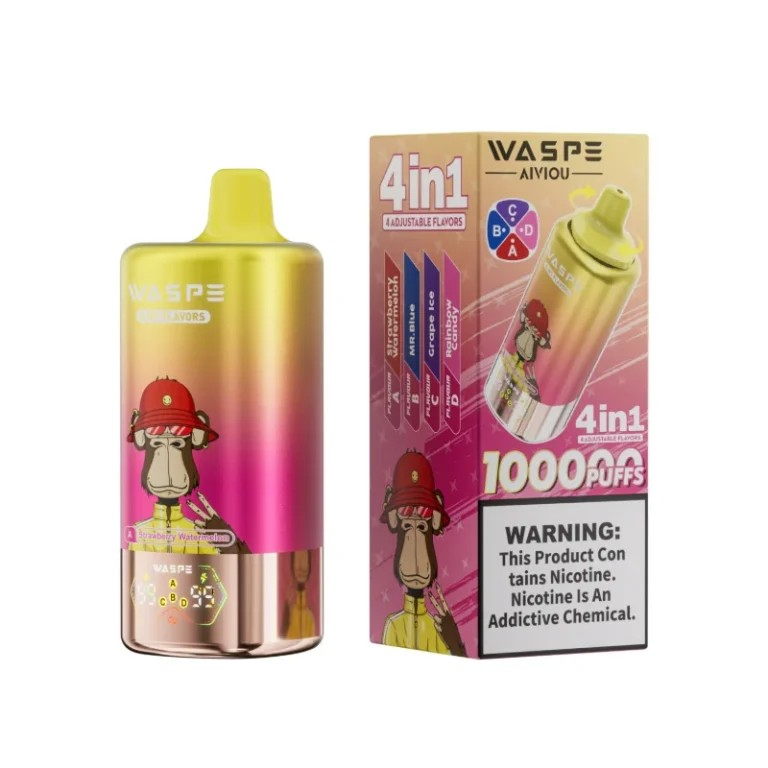 WASPE
FLAVORS
A Strawberry Watermelon
WASPE
A
C B D
99
4in1
4 ADJUSTABLE FLAVORS
FLAVOUR A Strawberry Watermelon
FLAVOUR B MR.Blue
FLAVOUR C Grape Ice
FLAVOUR D Rainbow candy
WASPE
AIVIOU
C
B D
A
WASPE
4in1
4 ADJUSTABLE FLAVORS
100000
PUFFS
WARNING:
This Product Con
tains Nicotine.
Nicotine Is An
Addictive Chemical.